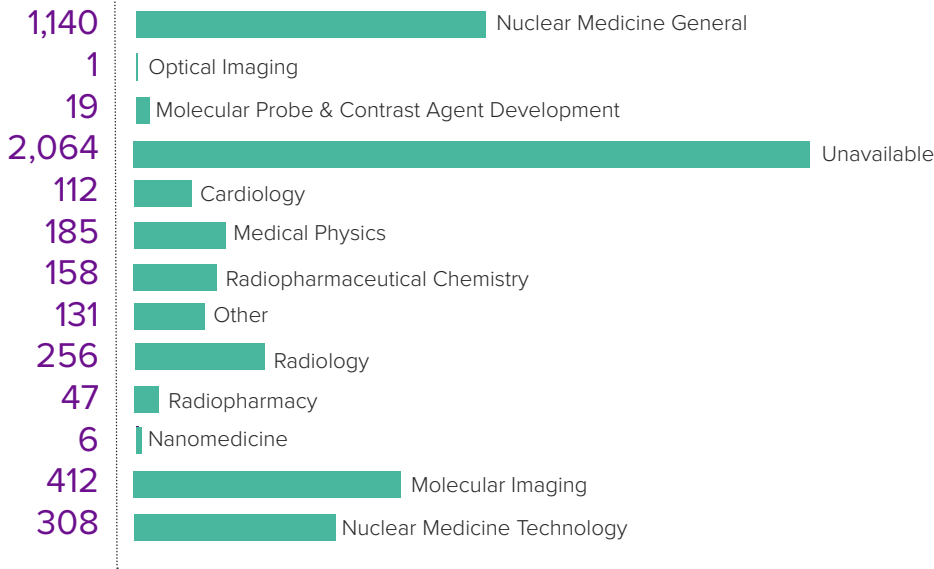 1,140 Nuclear Medicine General
1 Optical Imaging
19 Molecular Probe & Contrast Agent Development
2,064 Unavailable
112 Cardiology
185 Medical Physics
158 Radiopharmaceutical Chemistry
131 Other
256 Radiology
47 Radiopharmacy
6 Nanomedicine
412 Molecular Imaging
308 Nuclear Medicine Technology